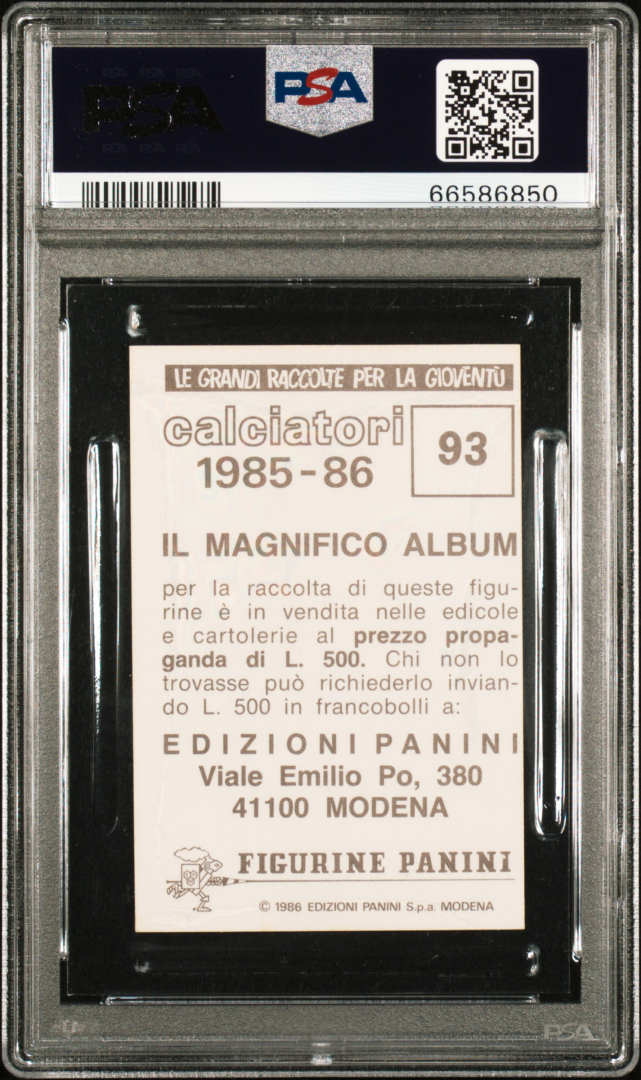 PSA
PSA
66586850
LE GRANDI RACCOLTE PER LA GIOVENTÙ
calciatori
1985-86
93
IL MAGNIFICO ALBUM
per la raccolta di queste figu-
rine è in vendita nelle edicole
e cartolerie al prezzo propa-
ganda di L. 500. Chi non lo
trovasse può richiederlo invian-
do L. 500 in francobolli a:
EDIZIONI PANINI
Viale Emilio Po, 380
41100 MODENA
FIGURINE PANINI
© 1986 EDIZIONI PANINI S.p.a. MODENA
PSA